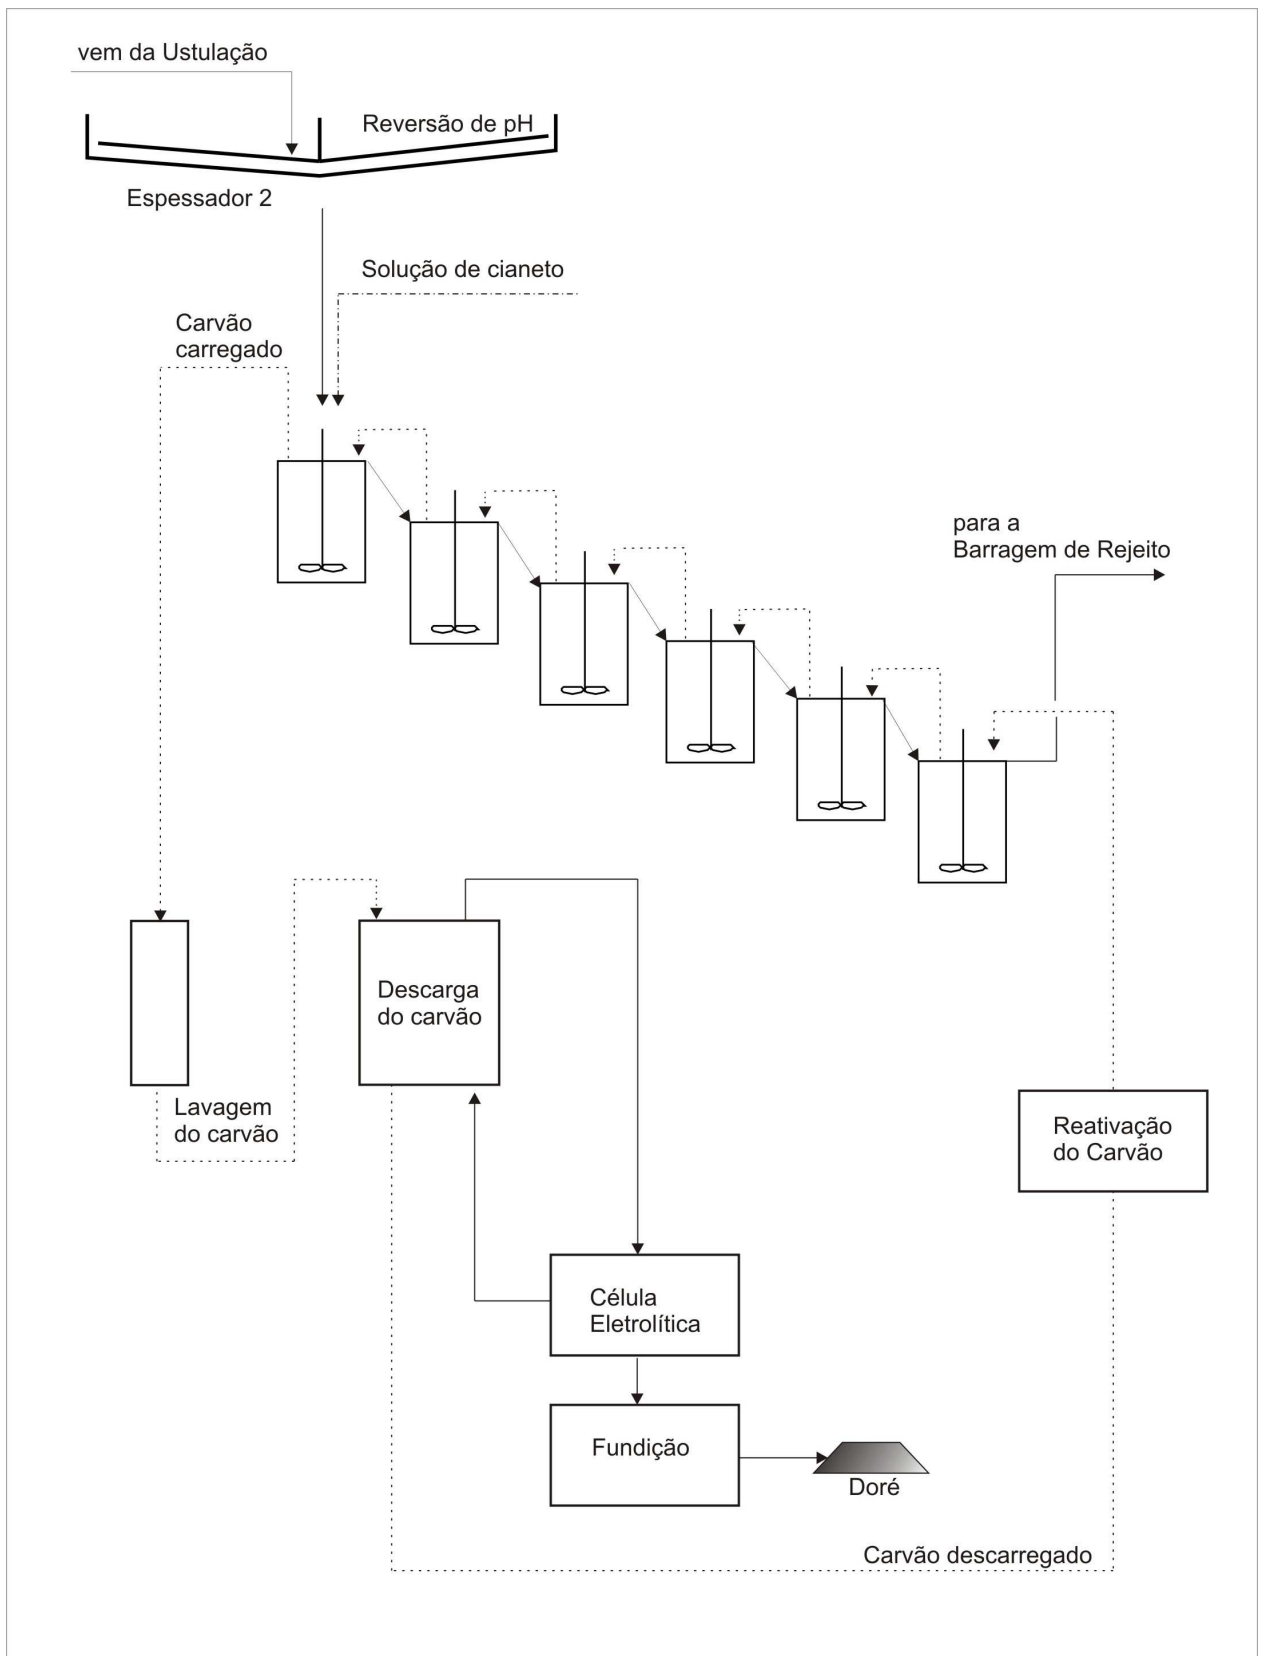 vem da Ustulação
Reversão de pH
Espessador 2
Solução de cianeto
Carvão
carregado
para a
Barragem de Rejeito
Descarga
do carvão
Lavagem
do carvão
Reativação
do Carvão
Célula
Eletrolítica
Fundição
Doré
Carvão descarregado